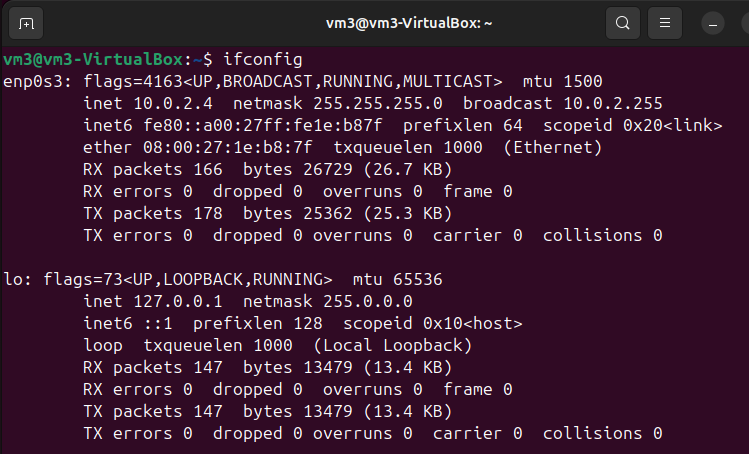 vm3@vm3-VirtualBox: ~
vm3@vm3-VirtualBox:~$ ifconfig
enp0s3: flags=4163<UP,BROADCAST,RUNNING,MULTICAST>  mtu 1500
        inet 10.0.2.4  netmask 255.255.255.0  broadcast 10.0.2.255
        inet6 fe80::a00:27ff:fe1e:b87f  prefixlen 64  scopeid 0x20<link>
        ether 08:00:27:1e:b8:7f  txqueuelen 1000  (Ethernet)
        RX packets 166  bytes 26729 (26.7 KB)
        RX errors 0  dropped 0  overruns 0  frame 0
        TX packets 178  bytes 25362 (25.3 KB)
        TX errors 0  dropped 0 overruns 0  carrier 0  collisions 0

lo: flags=73<UP,LOOPBACK,RUNNING>  mtu 65536
        inet 127.0.0.1  netmask 255.0.0.0
        inet6 ::1  prefixlen 128  scopeid 0x10<host>
        loop  txqueuelen 1000  (Local Loopback)
        RX packets 147  bytes 13479 (13.4 KB)
        RX errors 0  dropped 0  overruns 0  frame 0
        TX packets 147  bytes 13479 (13.4 KB)
        TX errors 0  dropped 0 overruns 0  carrier 0  collisions 0